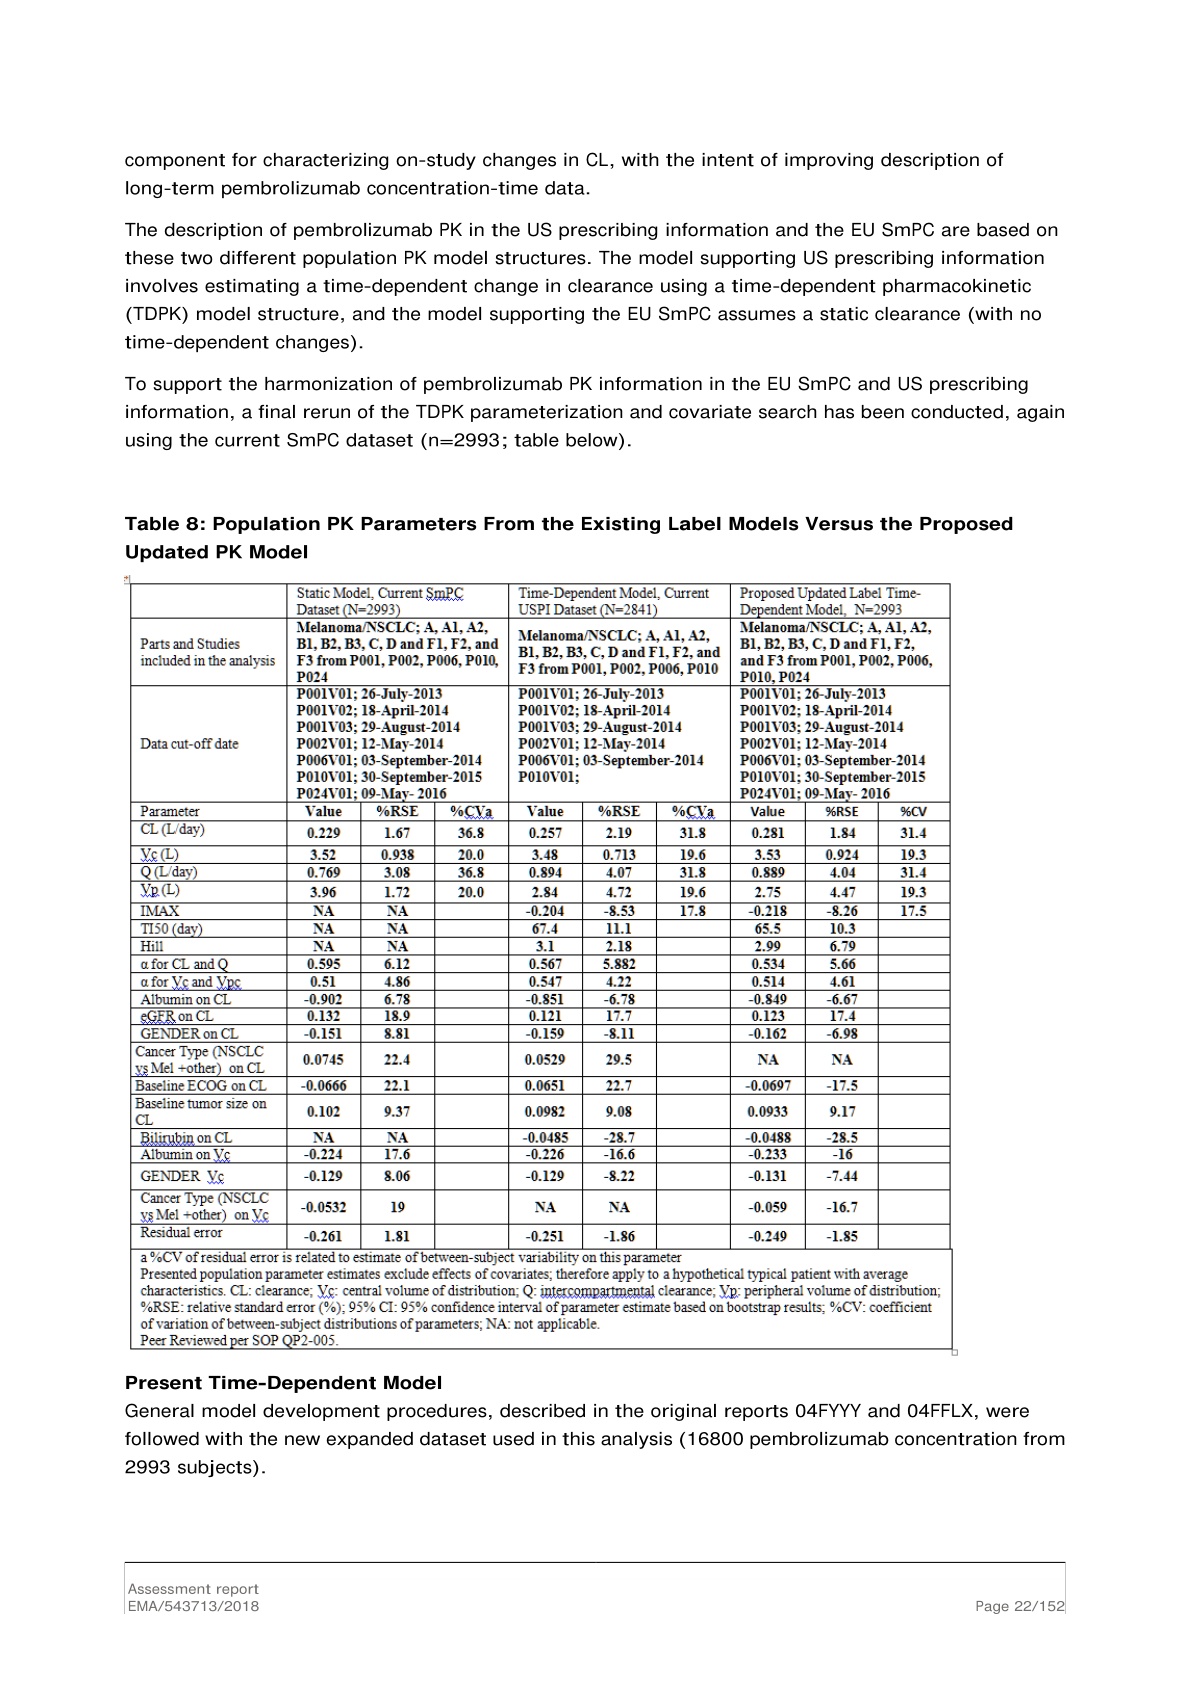 component for characterizing on-study changes in CL, with the intent of improving description of
long-term pembrolizumab concentration-time data.
The description of pembrolizumab PK in the US prescribing information and the EU SmPC are based on
these two different population PK model structures. The model supporting US prescribing information
involves estimating a time-dependent change in clearance using a time-dependent pharmacokinetic
(TDPK) model structure, and the model supporting the EU SmPC assumes a static clearance (with no
time-dependent changes).
To support the harmonization of pembrolizumab PK information in the EU SmPC and US prescribing
information, a final rerun of the TDPK parameterization and covariate search has been conducted, again
using the current SmPC dataset (n=2993; table below).
Table 8: Population PK Parameters From the Existing Label Models Versus the Proposed
Updated PK Model
Static Model, Current SmPC
Dataset (N=2993)
Time-Dependent Model, Current
USPI Dataset (N=2841)
Proposed Updated Label Time-
Dependent Model, N=2993
Parts and Studies
included in the analysis
Melanoma/NSCLC; A, A1, A2,
B1, B2, B3, C, D and F1, F2, and
F3 from P001, P002, P006, P010,
P024
Melanoma/NSCLC; A, A1, A2,
B1, B2, B3, C, D and F1, F2, and
F3 from P001, P002, P006, P010
Melanoma/NSCLC; A, A1, A2,
B1, B2, B3, C, D and F1, F2,
and F3 from P001, P002, P006,
P010, P024
Data cut-off date
P001V01; 26-July-2013
P001V02; 18-April-2014
P001V03; 29-August-2014
P002V01; 12-May-2014
P006V01; 03-September-2014
P010V01; 30-September-2015
P024V01; 09-May- 2016
P001V01; 26-July-2013
P001V02; 18-April-2014
P001V03; 29-August-2014
P002V01; 12-May-2014
P006V01; 03-September-2014
P010V01;
P001V01; 26-July-2013
P001V02; 18-April-2014
P001V03; 29-August-2014
P002V01; 12-May-2014
P006V01; 03-September-2014
P010V01; 30-September-2015
P024V01; 09-May- 2016
Parameter Value %RSE %CVa Value %RSE %CVa Value %RSE %CV
CL (L/day) 0.229 1.67 36.8 0.257 2.19 31.8 0.281 1.84 31.4
Vc (L) 3.52 0.938 20.0 3.48 0.713 19.6 3.53 0.924 19.3
Q (L/day) 0.769 3.08 36.8 0.894 4.07 31.8 0.889 4.04 31.4
Vp (L) 3.96 1.72 20.0 2.84 4.72 19.6 2.75 4.47 19.3
IMAX NA NA -0.204 -8.53 17.8 -0.218 -8.26 17.5
TI50 (day) NA NA 67.4 11.1 65.5 10.3
Hill NA NA 3.1 2.18 2.99 6.79
α for CL and Q 0.595 6.12 0.567 5.882 0.534 5.66
α for Vc and Vpc 0.51 4.86 0.547 4.22 0.514 4.61
Albumin on CL -0.902 6.78 -0.851 -6.78 -0.849 -6.67
eGFR on CL 0.132 18.9 0.121 17.7 0.123 17.4
GENDER on CL -0.151 8.81 -0.159 -8.11 -0.162 -6.98
Cancer Type (NSCLC
vs Mel +other) on CL 0.0745 22.4 0.0529 29.5 NA NA
Baseline ECOG on CL -0.0666 22.1 0.0651 22.7 -0.0697 -17.5
Baseline tumor size on
CL 0.102 9.37 0.0982 9.08 0.0933 9.17
Bilirubin on CL NA NA -0.0485 -28.7 -0.0488 -28.5
Albumin on Vc -0.224 17.6 -0.226 -16.6 -0.233 -16
GENDER Vc -0.129 8.06 -0.129 -8.22 -0.131 -7.44
Cancer Type (NSCLC
vs Mel +other) on Vc -0.0532 19 NA NA -0.059 -16.7
Residual error -0.261 1.81 -0.251 -1.86 -0.249 -1.85
a %CV of residual error is related to estimate of between-subject variability on this parameter
Presented population parameter estimates exclude effects of covariates; therefore apply to a hypothetical typical patient with average
characteristics. CL: clearance; Vc: central volume of distribution; Q: intercompartmental clearance; Vp: peripheral volume of distribution;
%RSE: relative standard error (%); 95% CI: 95% confidence interval of parameter estimate based on bootstrap results; %CV: coefficient
of variation of between-subject distributions of parameters; NA: not applicable.
Peer Reviewed per SOP QP2-005.
Present Time-Dependent Model
General model development procedures, described in the original reports 04FYYY and 04FFLX, were
followed with the new expanded dataset used in this analysis (16800 pembrolizumab concentration from
2993 subjects).
Assessment report
EMA/543713/2018
Page 22/152